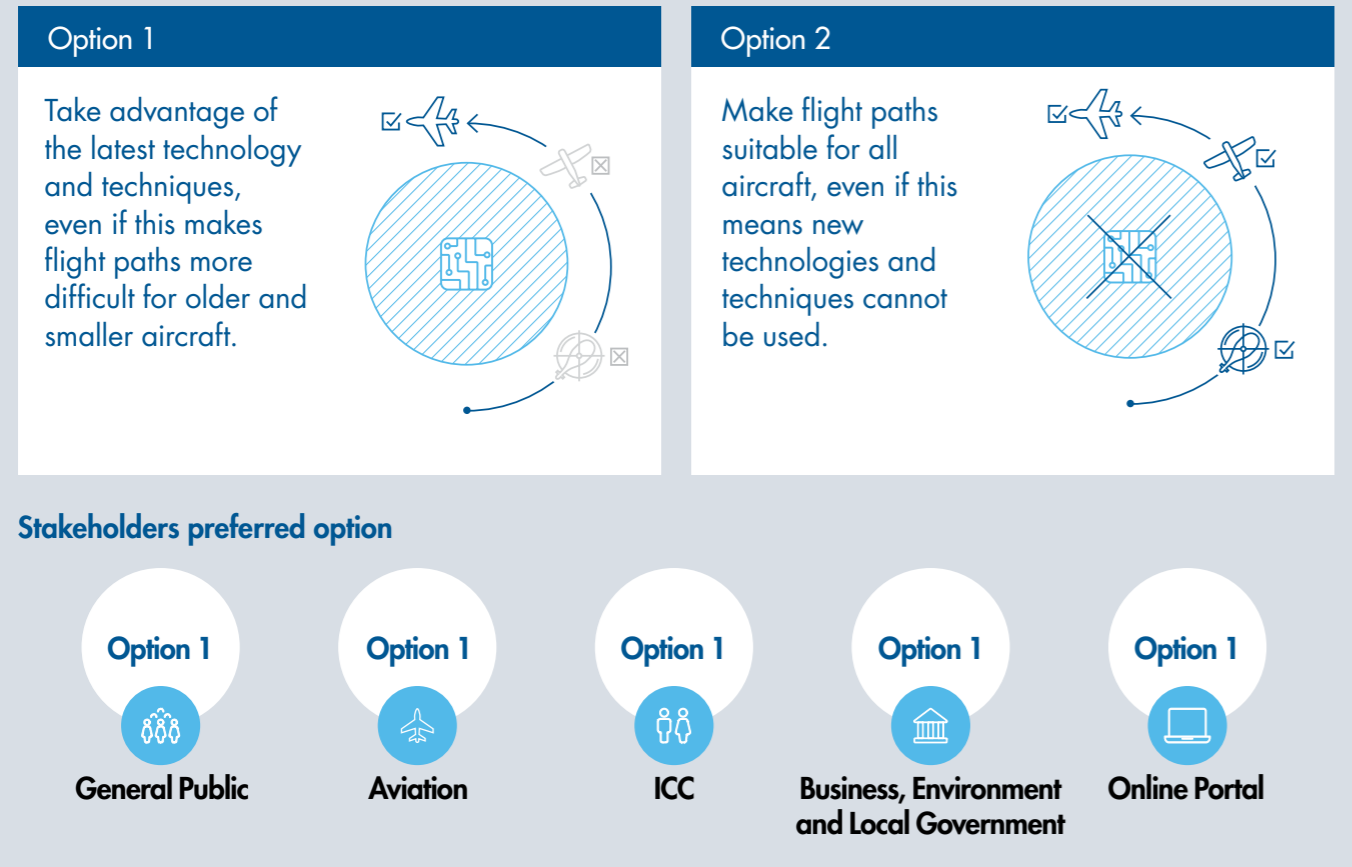 Option 1
Take advantage of
the latest technology
and techniques,
even if this makes
flight paths more
difficult for older and
smaller aircraft.
Option 2
Make flight paths
suitable for all
aircraft, even if this
means new
technologies and
techniques cannot
be used.
Stakeholders preferred option
Option 1
General Public
Option 1
Aviation
Option 1
ICC
Option 1
Business, Environment
and Local Government
Option 1
Online Portal